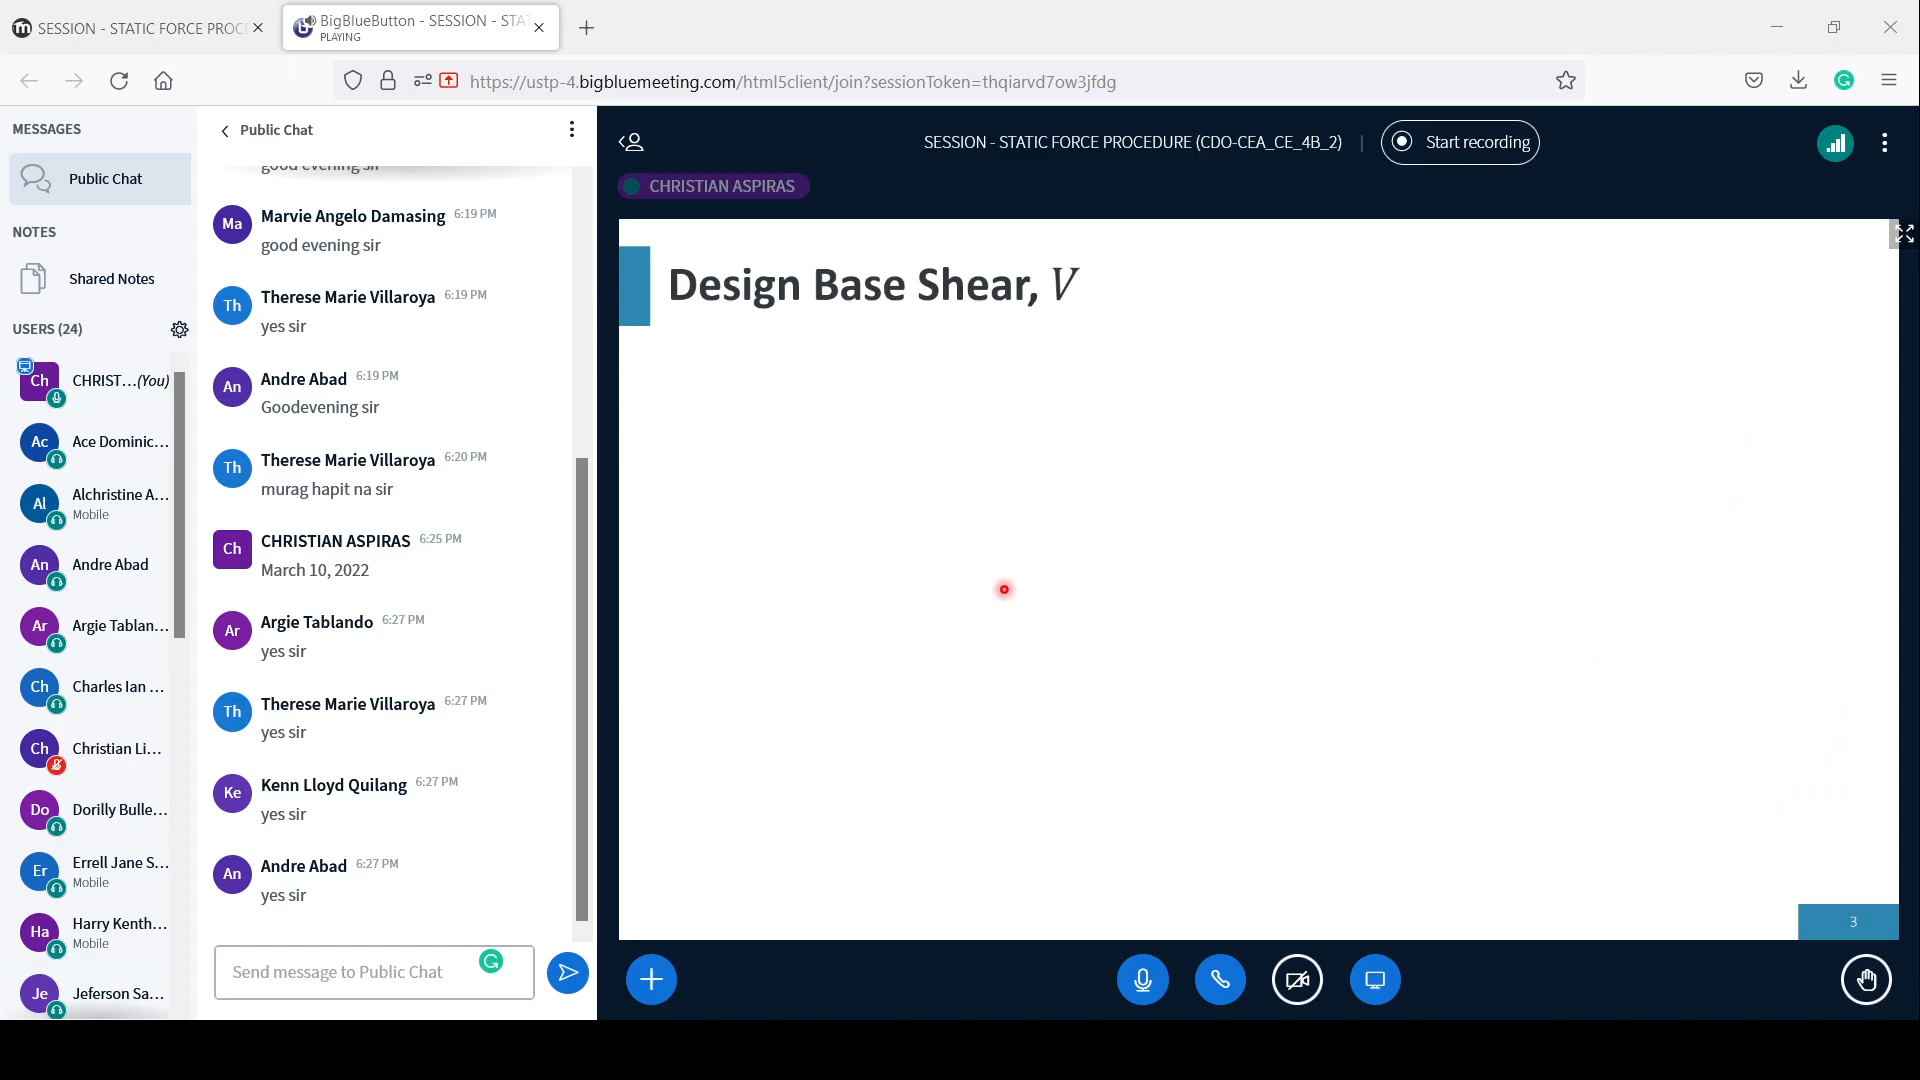 SESSION - STATIC FORCE PROCE
BigBlueButton - SESSION - STAT
PLAYING
https://ustp-4.bigbluemeeting.com/html5client/join?sessionToken=thqiarvd7ow3jfdg
MESSAGES
Public Chat
NOTES
Shared Notes
USERS (24)
Ch CHRIST...(You)
Ac Ace Dominic...
Al Alchristine A...
Mobile
An Andre Abad
Ar Argie Tablan...
Ch Charles Ian ...
Ch Christian Li...
Do Dorilly Bulle...
Er Errell Jane S...
Mobile
Ha Harry Kenth...
Mobile
Je Jeferson Sa...
Public Chat
good evening sir
Ma Marvie Angelo Damasing 6:19 PM
good evening sir
Th Therese Marie Villaroya 6:19 PM
yes sir
An Andre Abad 6:19 PM
Goodevening sir
Th Therese Marie Villaroya 6:20 PM
murag hapit na sir
Ch CHRISTIAN ASPIRAS 6:25 PM
March 10, 2022
Ar Argie Tablando 6:27 PM
yes sir
Th Therese Marie Villaroya 6:27 PM
yes sir
Ke Kenn Lloyd Quilang 6:27 PM
yes sir
An Andre Abad 6:27 PM
yes sir
Send message to Public Chat
SESSION - STATIC FORCE PROCEDURE (CDO-CEA_CE_4B_2) | Start recording
CHRISTIAN ASPIRAS
Design Base Shear, V
3